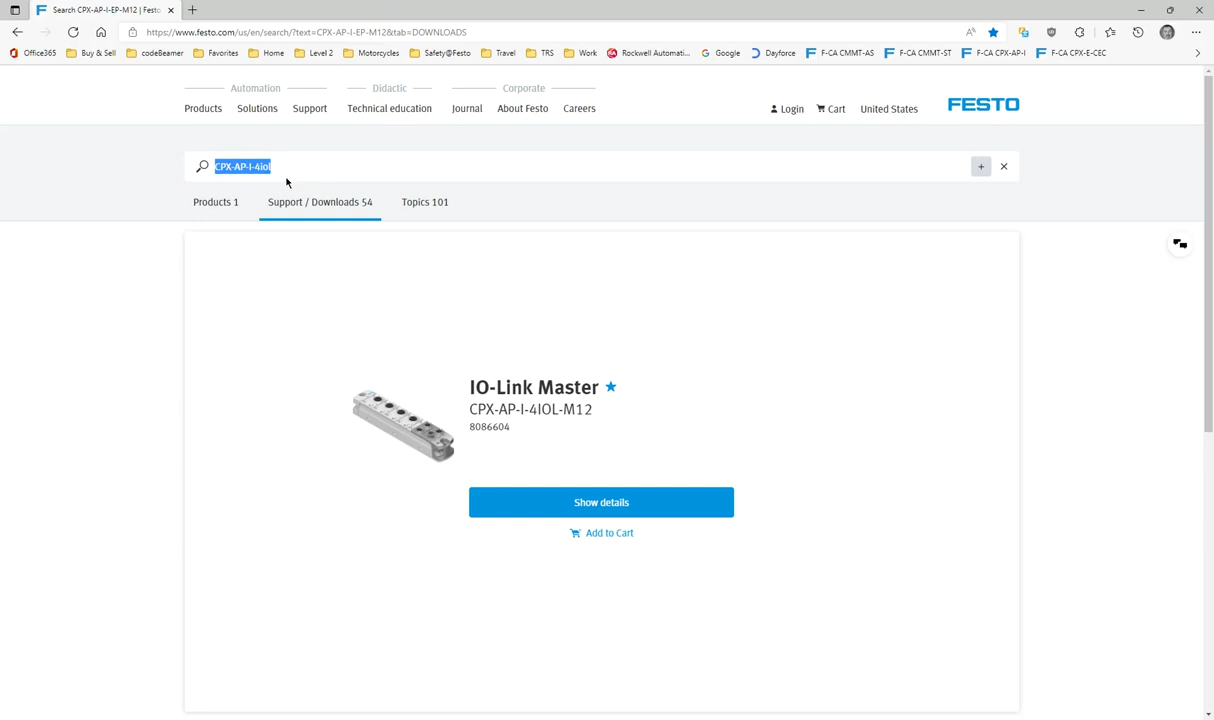 Search CPX-AP-I-EP-M12 | Festo
https://www.festo.com/us/en/search/?text=CPX-AP-I-EP-M12&tab=DOWNLOADS
Office365 Buy & Sell codeBeamer Favorites Home Level 2 Motorcycles Safety@Festo Travel TRS Work Rockwell Automati... Google Dayforce F-CA CMMT-AS F-CA CMMT-ST F-CA CPX-AP-I F-CA CPX-E-CEC
Automation Didactic Corporate
Products Solutions Support Technical education Journal About Festo Careers Login Cart United States FESTO
CPX-AP-I-4iol
Products 1 Support / Downloads 54 Topics 101
IO-Link Master
CPX-AP-I-4IOL-M12
8086604
Show details
Add to Cart